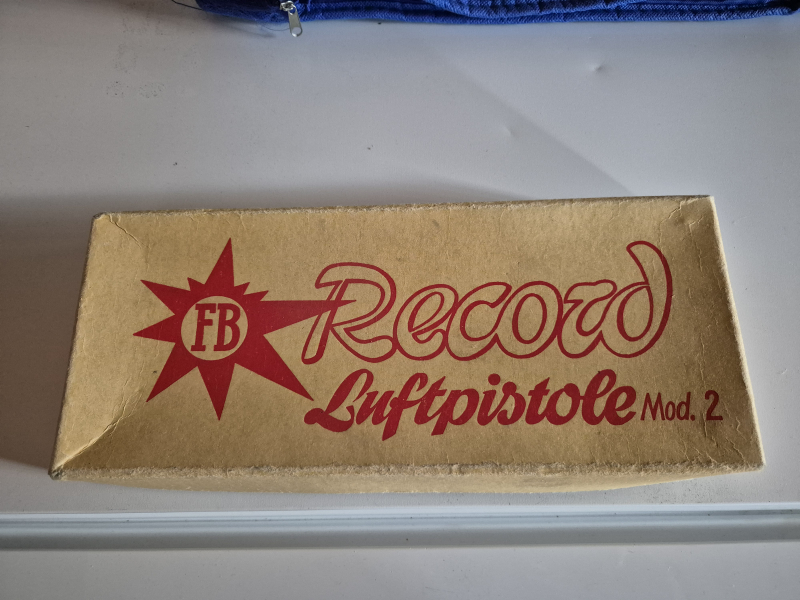 FB
Record
Luftpistole Mod. 2